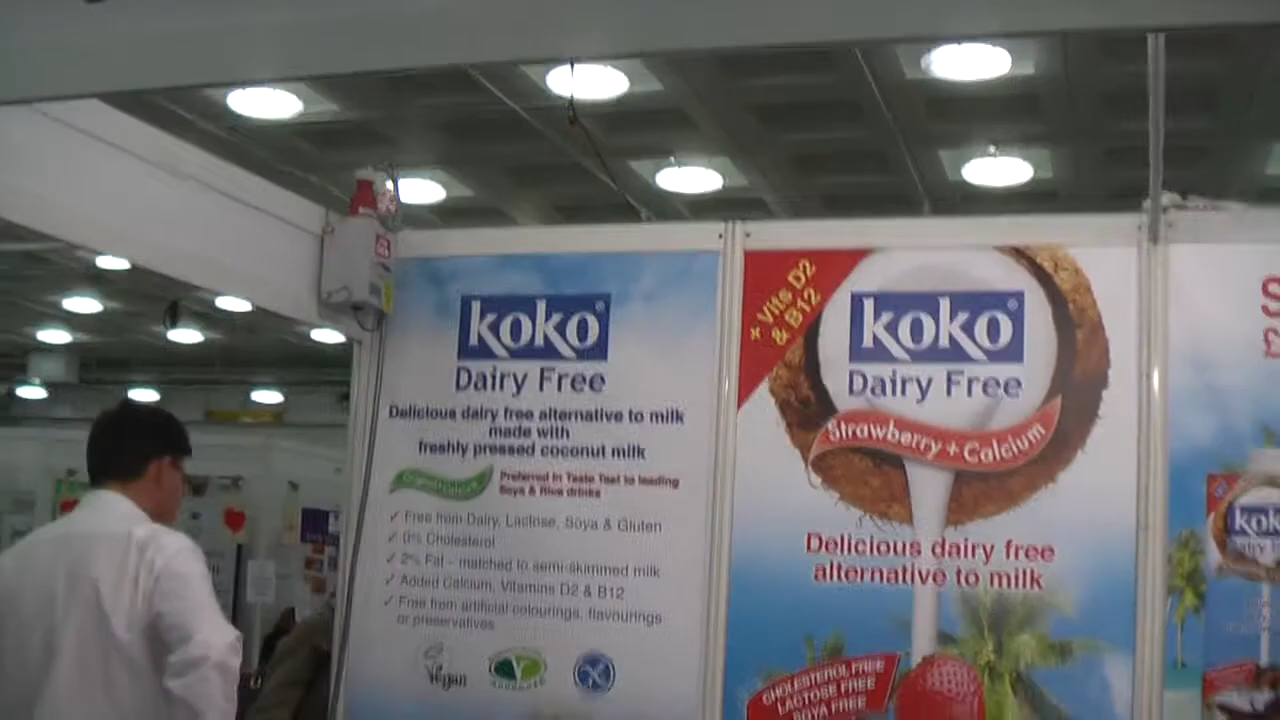 koko
Dairy Free
Delicious dairy free alternative to milk
made with
freshly pressed coconut milk
Preferred in Taste Test to leading
Soya & Rice drinks
✓ Free from Dairy, Lactose, Soya & Gluten
✓ 0% Cholesterol
✓ 2% Fat – matched to semi-skimmed milk
✓ Added Calcium, Vitamins D2 & B12
✓ Free from artificial colourings, flavourings
or preservatives
Vegan
+ Vits D2
& B12
koko®
Dairy Free
Strawberry + Calcium
Delicious dairy free
alternative to milk
CHOLESTEROL FREE
LACTOSE FREE
SOYA FREE
S
£
kok